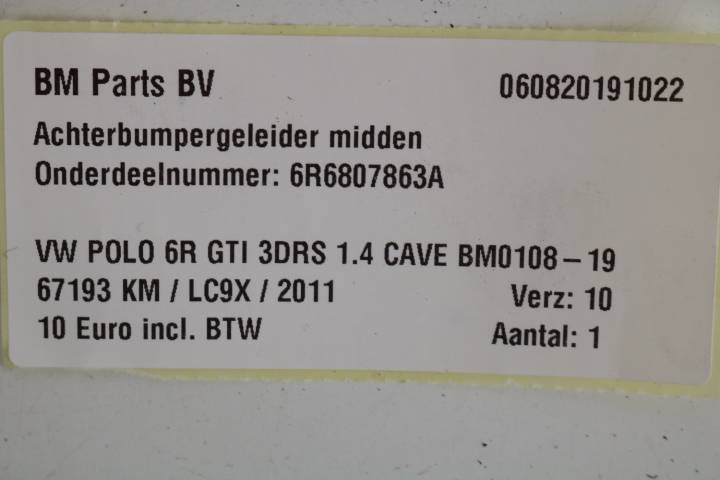 BM Parts BV 060820191022
Achterbumpergeleider midden
Onderdeelnummer: 6R6807863A
VW POLO 6R GTI 3DRS 1.4 CAVE BM0108-19
67193 KM / LC9X / 2011 Verz: 10
10 Euro incl. BTW Aantal: 1